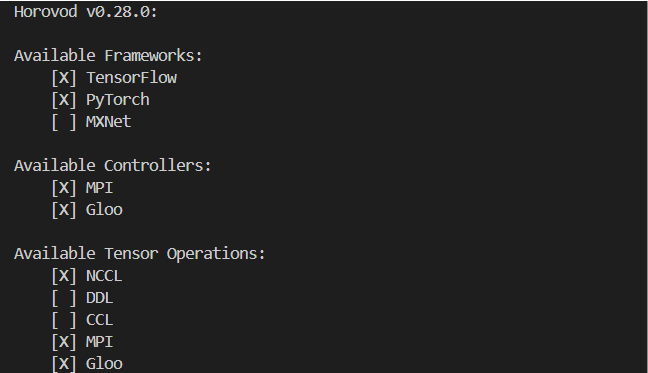 Horovod v0.28.0:
Available Frameworks:
[X] TensorFlow
[X] PyTorch
[ ] MXNet
Available Controllers:
[X] MPI
[X] Gloo
Available Tensor Operations:
[X] NCCL
[ ] DDL
[ ] CCL
[X] MPI
[X] Gloo